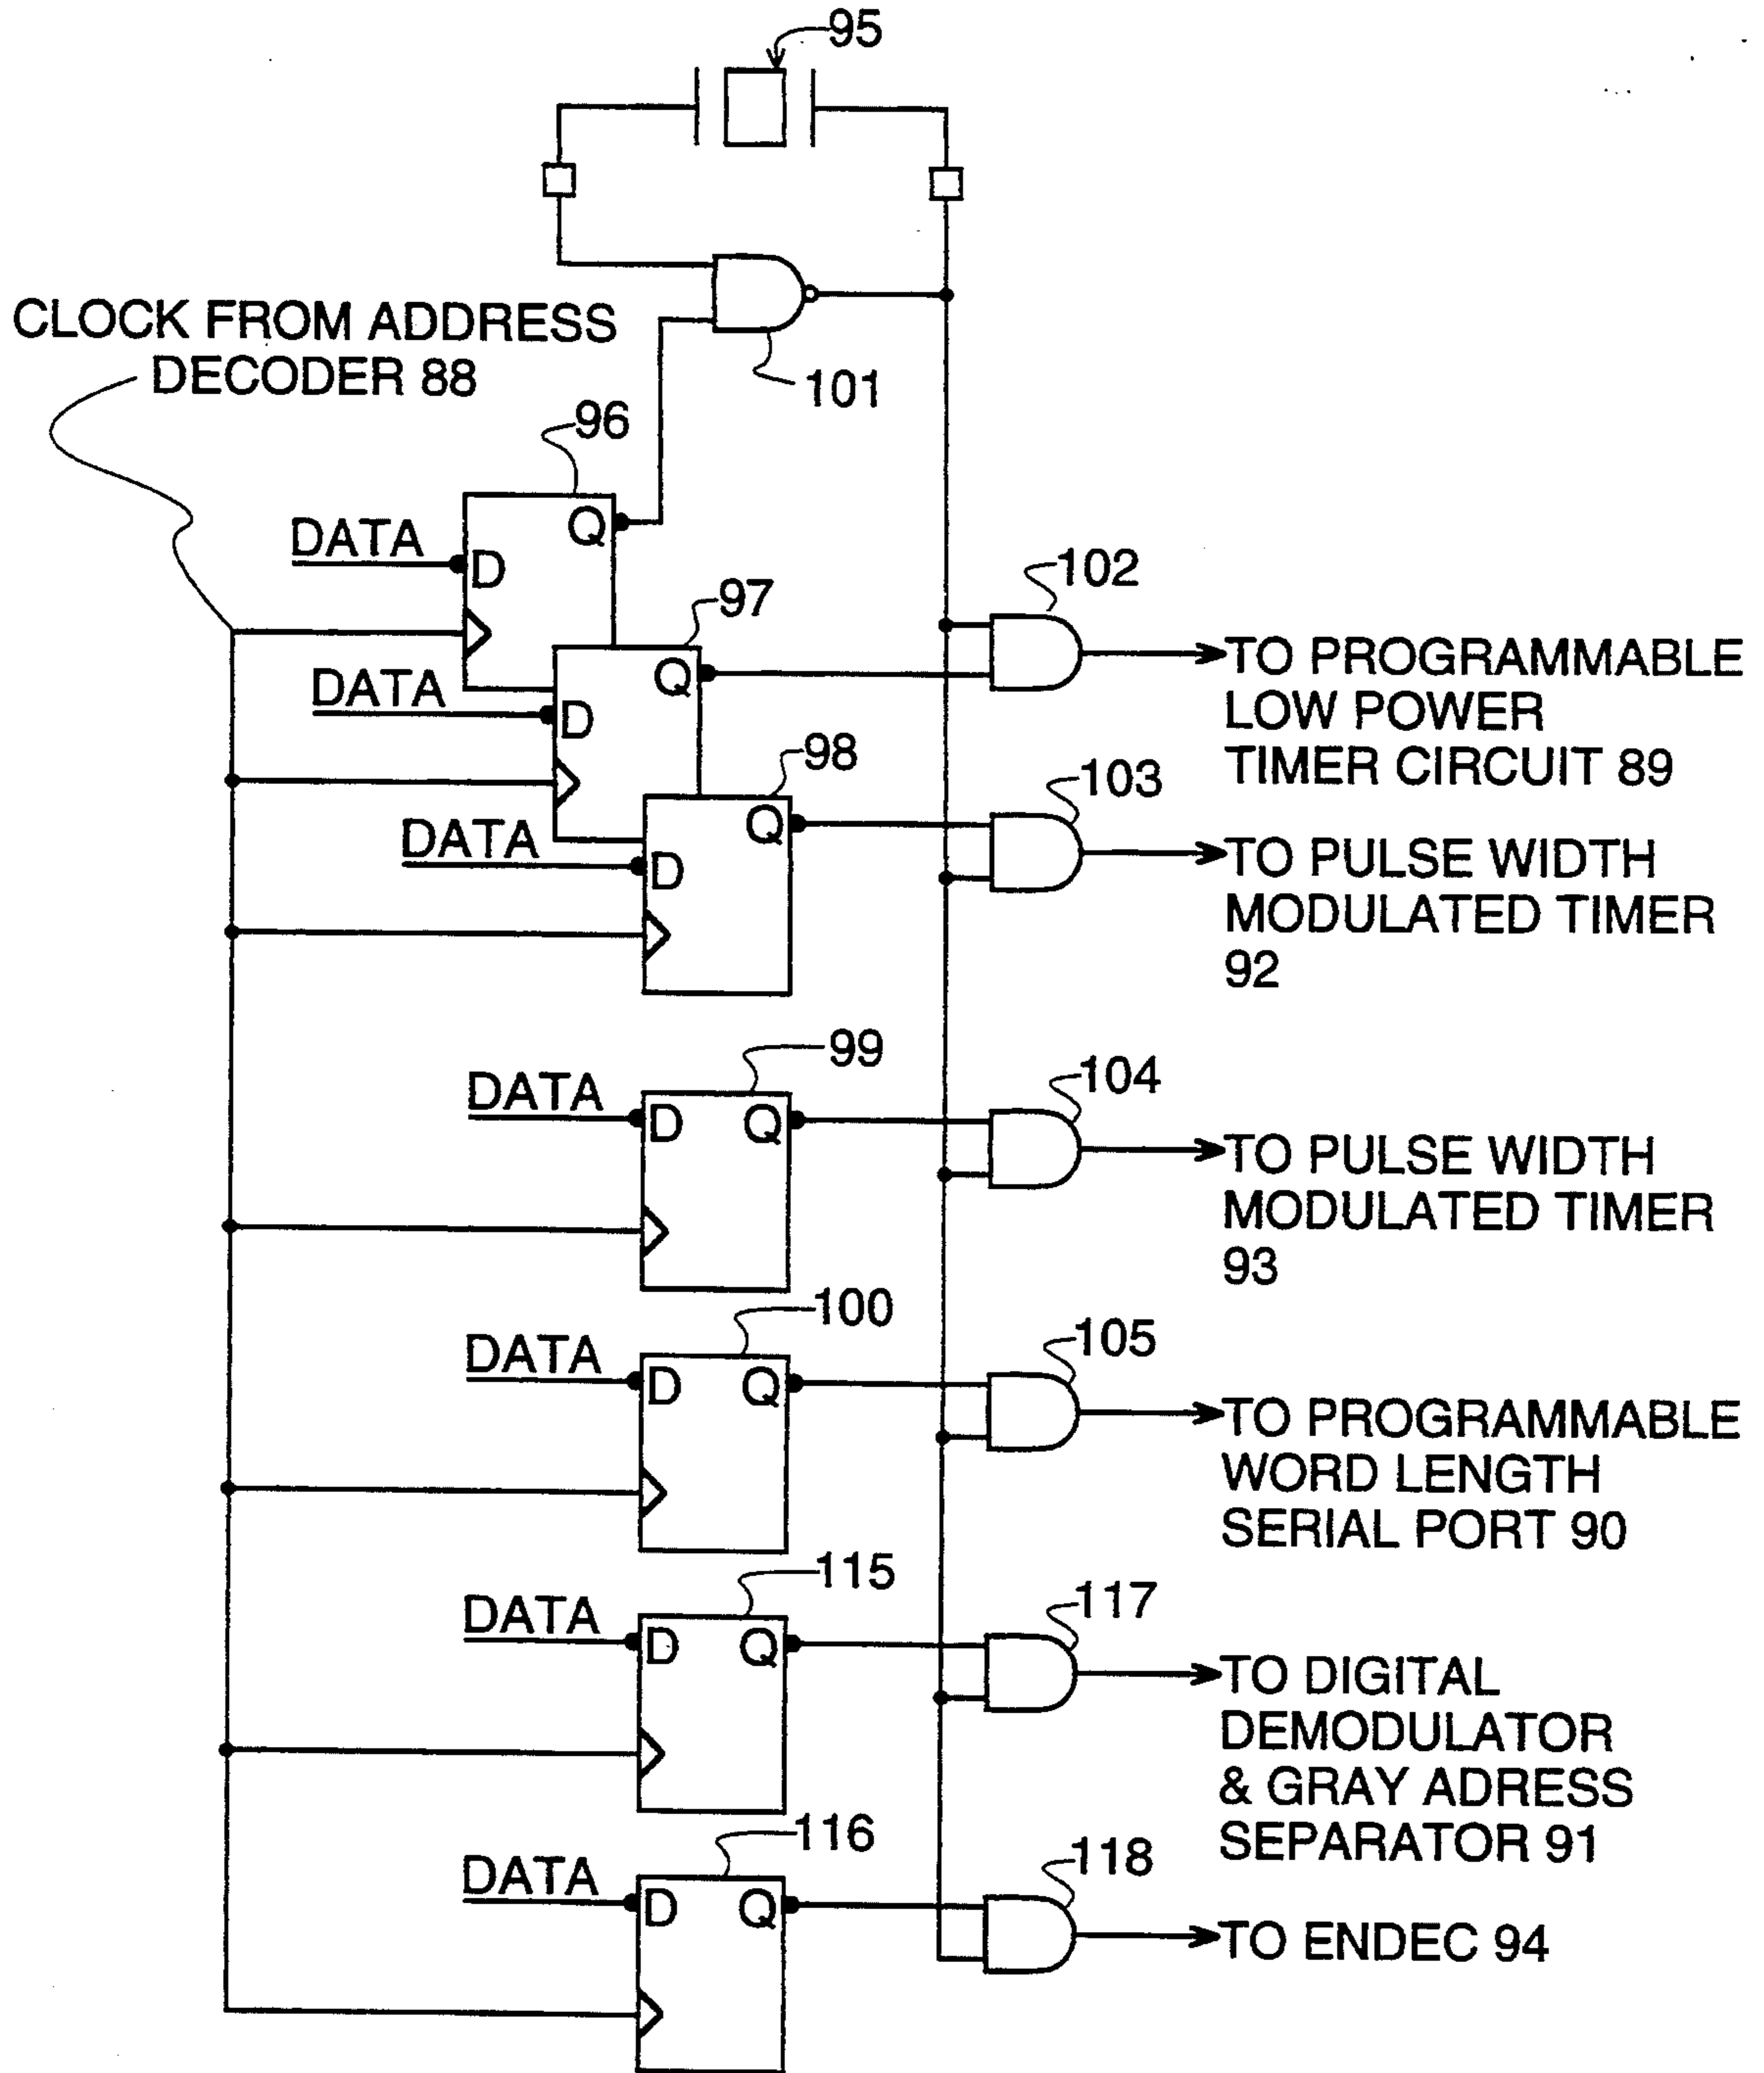 95
CLOCK FROM ADDRESS
DECODER 88
101
96
Q
DATA
D
102
97
TO PROGRAMMABLE
LOW POWER
TIMER CIRCUIT 89
Q
DATA
D
98
103
Q
DATA
D
TO PULSE WIDTH
MODULATED TIMER
92
99
104
DATA
D
Q
TO PULSE WIDTH
MODULATED TIMER
93
100
105
DATA
D
Q
TO PROGRAMMABLE
WORD LENGTH
SERIAL PORT 90
115
117
DATA
D
Q
TO DIGITAL
DEMODULATOR
& GRAY ADRESS
SEPARATOR 91
116
118
DATA
D
Q
TO ENDEC 94